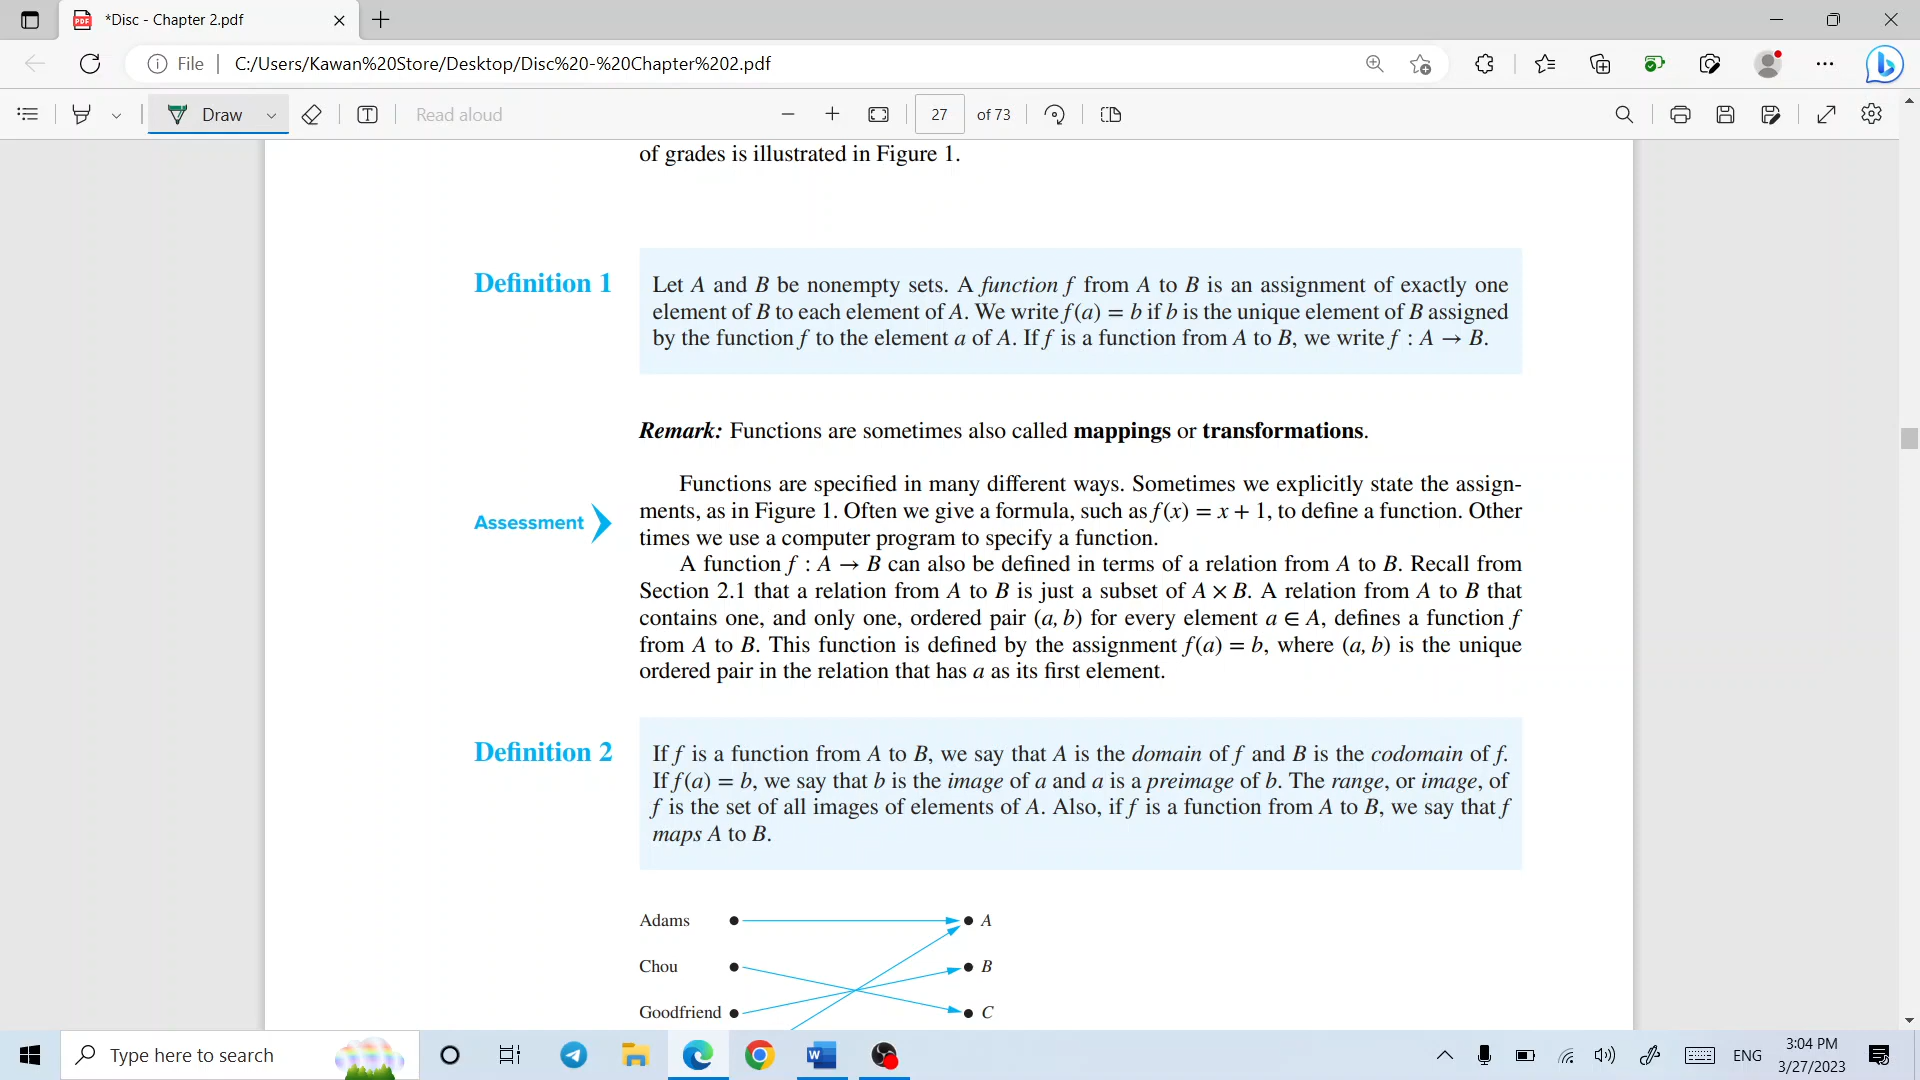 *Disc - Chapter 2.pdf
File
C:/Users/Kawan%20Store/Desktop/Disc%20-%20Chapter%202.pdf
Draw
Read aloud
27
of 73
of grades is illustrated in Figure 1.
Definition 1
Let A and B be nonempty sets. A function f from A to B is an assignment of exactly one
element of B to each element of A. We write f(a) = b if b is the unique element of B assigned
by the function f to the element a of A. If f is a function from A to B, we write f : A → B.
Remark: Functions are sometimes also called mappings or transformations.
Assessment
Functions are specified in many different ways. Sometimes we explicitly state the assign-
ments, as in Figure 1. Often we give a formula, such as f(x) = x + 1, to define a function. Other
times we use a computer program to specify a function.
A function f : A → B can also be defined in terms of a relation from A to B. Recall from
Section 2.1 that a relation from A to B is just a subset of A × B. A relation from A to B that
contains one, and only one, ordered pair (a, b) for every element a ∈ A, defines a function f
from A to B. This function is defined by the assignment f(a) = b, where (a, b) is the unique
ordered pair in the relation that has a as its first element.
Definition 2
If f is a function from A to B, we say that A is the domain of f and B is the codomain of f.
If f(a) = b, we say that b is the image of a and a is a preimage of b. The range, or image, of
f is the set of all images of elements of A. Also, if f is a function from A to B, we say that f
maps A to B.
Adams A
Chou B
Goodfriend C
Type here to search
ENG
3:04 PM
3/27/2023